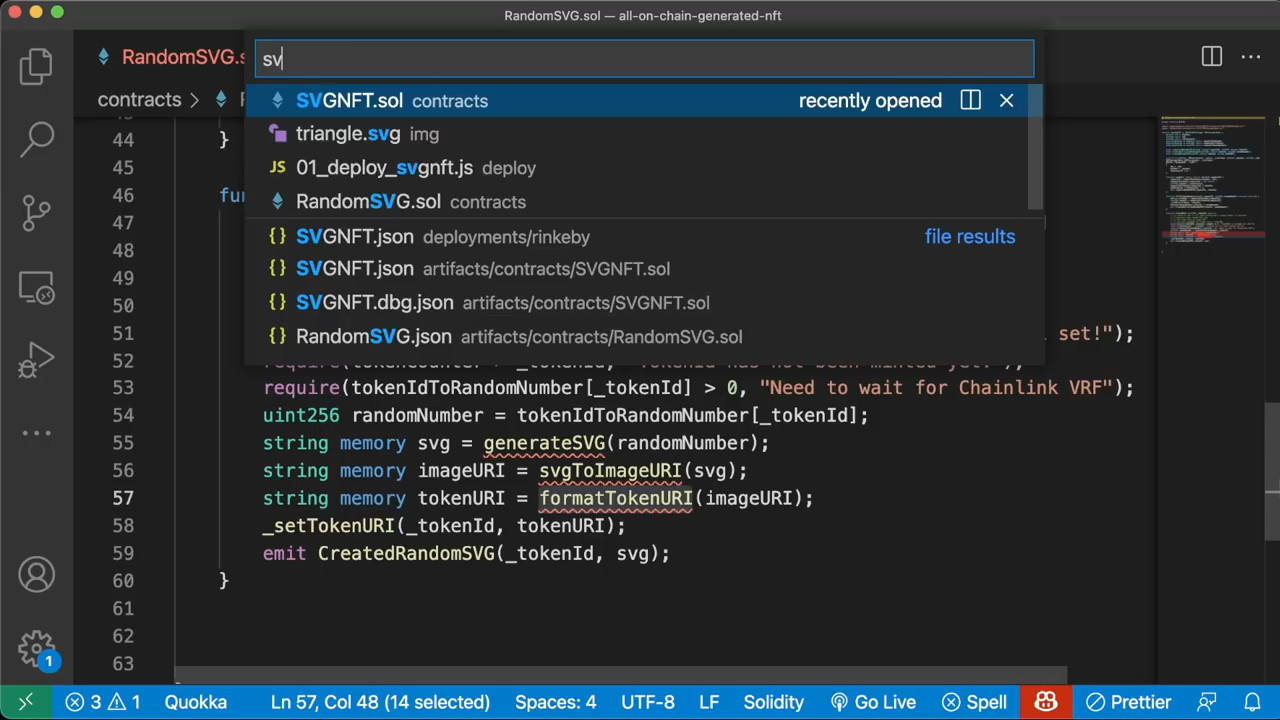 RandomSVG.sol — all-on-chain-generated-nft
RandomSVG.s
sv
contracts
SVGNFT.sol contracts recently opened
triangle.svg img
JS 01_deploy_svgnft.js deploy
RandomSVG.sol contracts
{} SVGNFT.json deployments/rinkeby file results
{} SVGNFT.json artifacts/contracts/SVGNFT.sol
{} SVGNFT.dbg.json artifacts/contracts/SVGNFT.sol
{} RandomSVG.json artifacts/contracts/RandomSVG.sol
44 }
45
46 fu
47
48
49
50
51 set!");
52
53 require(tokenIdToRandomNumber[_tokenId] > 0, "Need to wait for Chainlink VRF");
54 uint256 randomNumber = tokenIdToRandomNumber[_tokenId];
55 string memory svg = generateSVG(randomNumber);
56 string memory imageURI = svgToImageURI(svg);
57 string memory tokenURI = formatTokenURI(imageURI);
58 _setTokenURI(_tokenId, tokenURI);
59 emit CreatedRandomSVG(_tokenId, svg);
60 }
61
62
63
1
3 1 Quokka Ln 57, Col 48 (14 selected) Spaces: 4 UTF-8 LF Solidity Go Live Spell Prettier